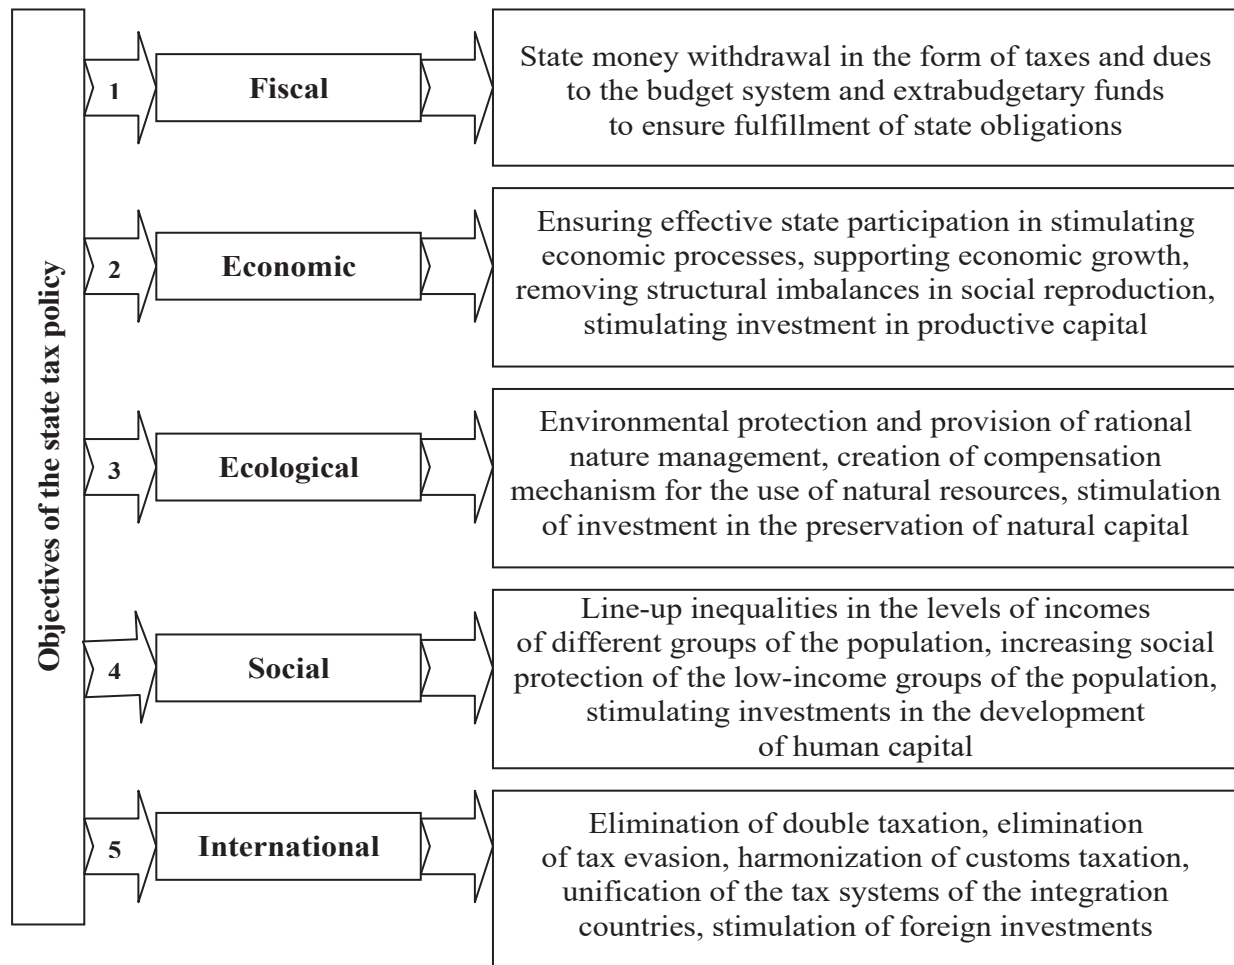 Objectives of the state tax policy
1
Fiscal
State money withdrawal in the form of taxes and dues
to the budget system and extrabudgetary funds
to ensure fulfillment of state obligations
2
Economic
Ensuring effective state participation in stimulating
economic processes, supporting economic growth,
removing structural imbalances in social reproduction,
stimulating investment in productive capital
3
Ecological
Environmental protection and provision of rational
nature management, creation of compensation
mechanism for the use of natural resources, stimulation
of investment in the preservation of natural capital
4
Social
Line-up inequalities in the levels of incomes
of different groups of the population, increasing social
protection of the low-income groups of the population,
stimulating investments in the development
of human capital
5
International
Elimination of double taxation, elimination
of tax evasion, harmonization of customs taxation,
unification of the tax systems of the integration
countries, stimulation of foreign investments